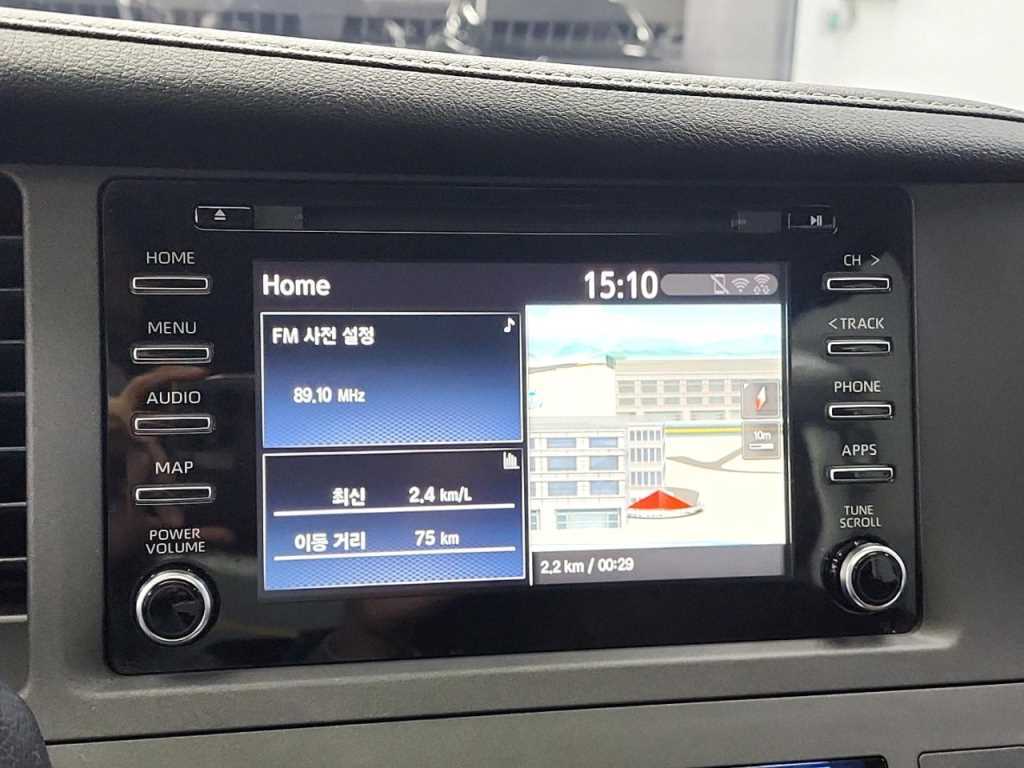 HOME
MENU
AUDIO
MAP
POWER
VOLUME
Home 15:10
FM 사전 설정
89.10 MHz
최신 2.4 km/L
이동 거리 75 km
10m
2.2 km / 00:29
CH >
<TRACK
PHONE
APPS
TUNE
SCROLL